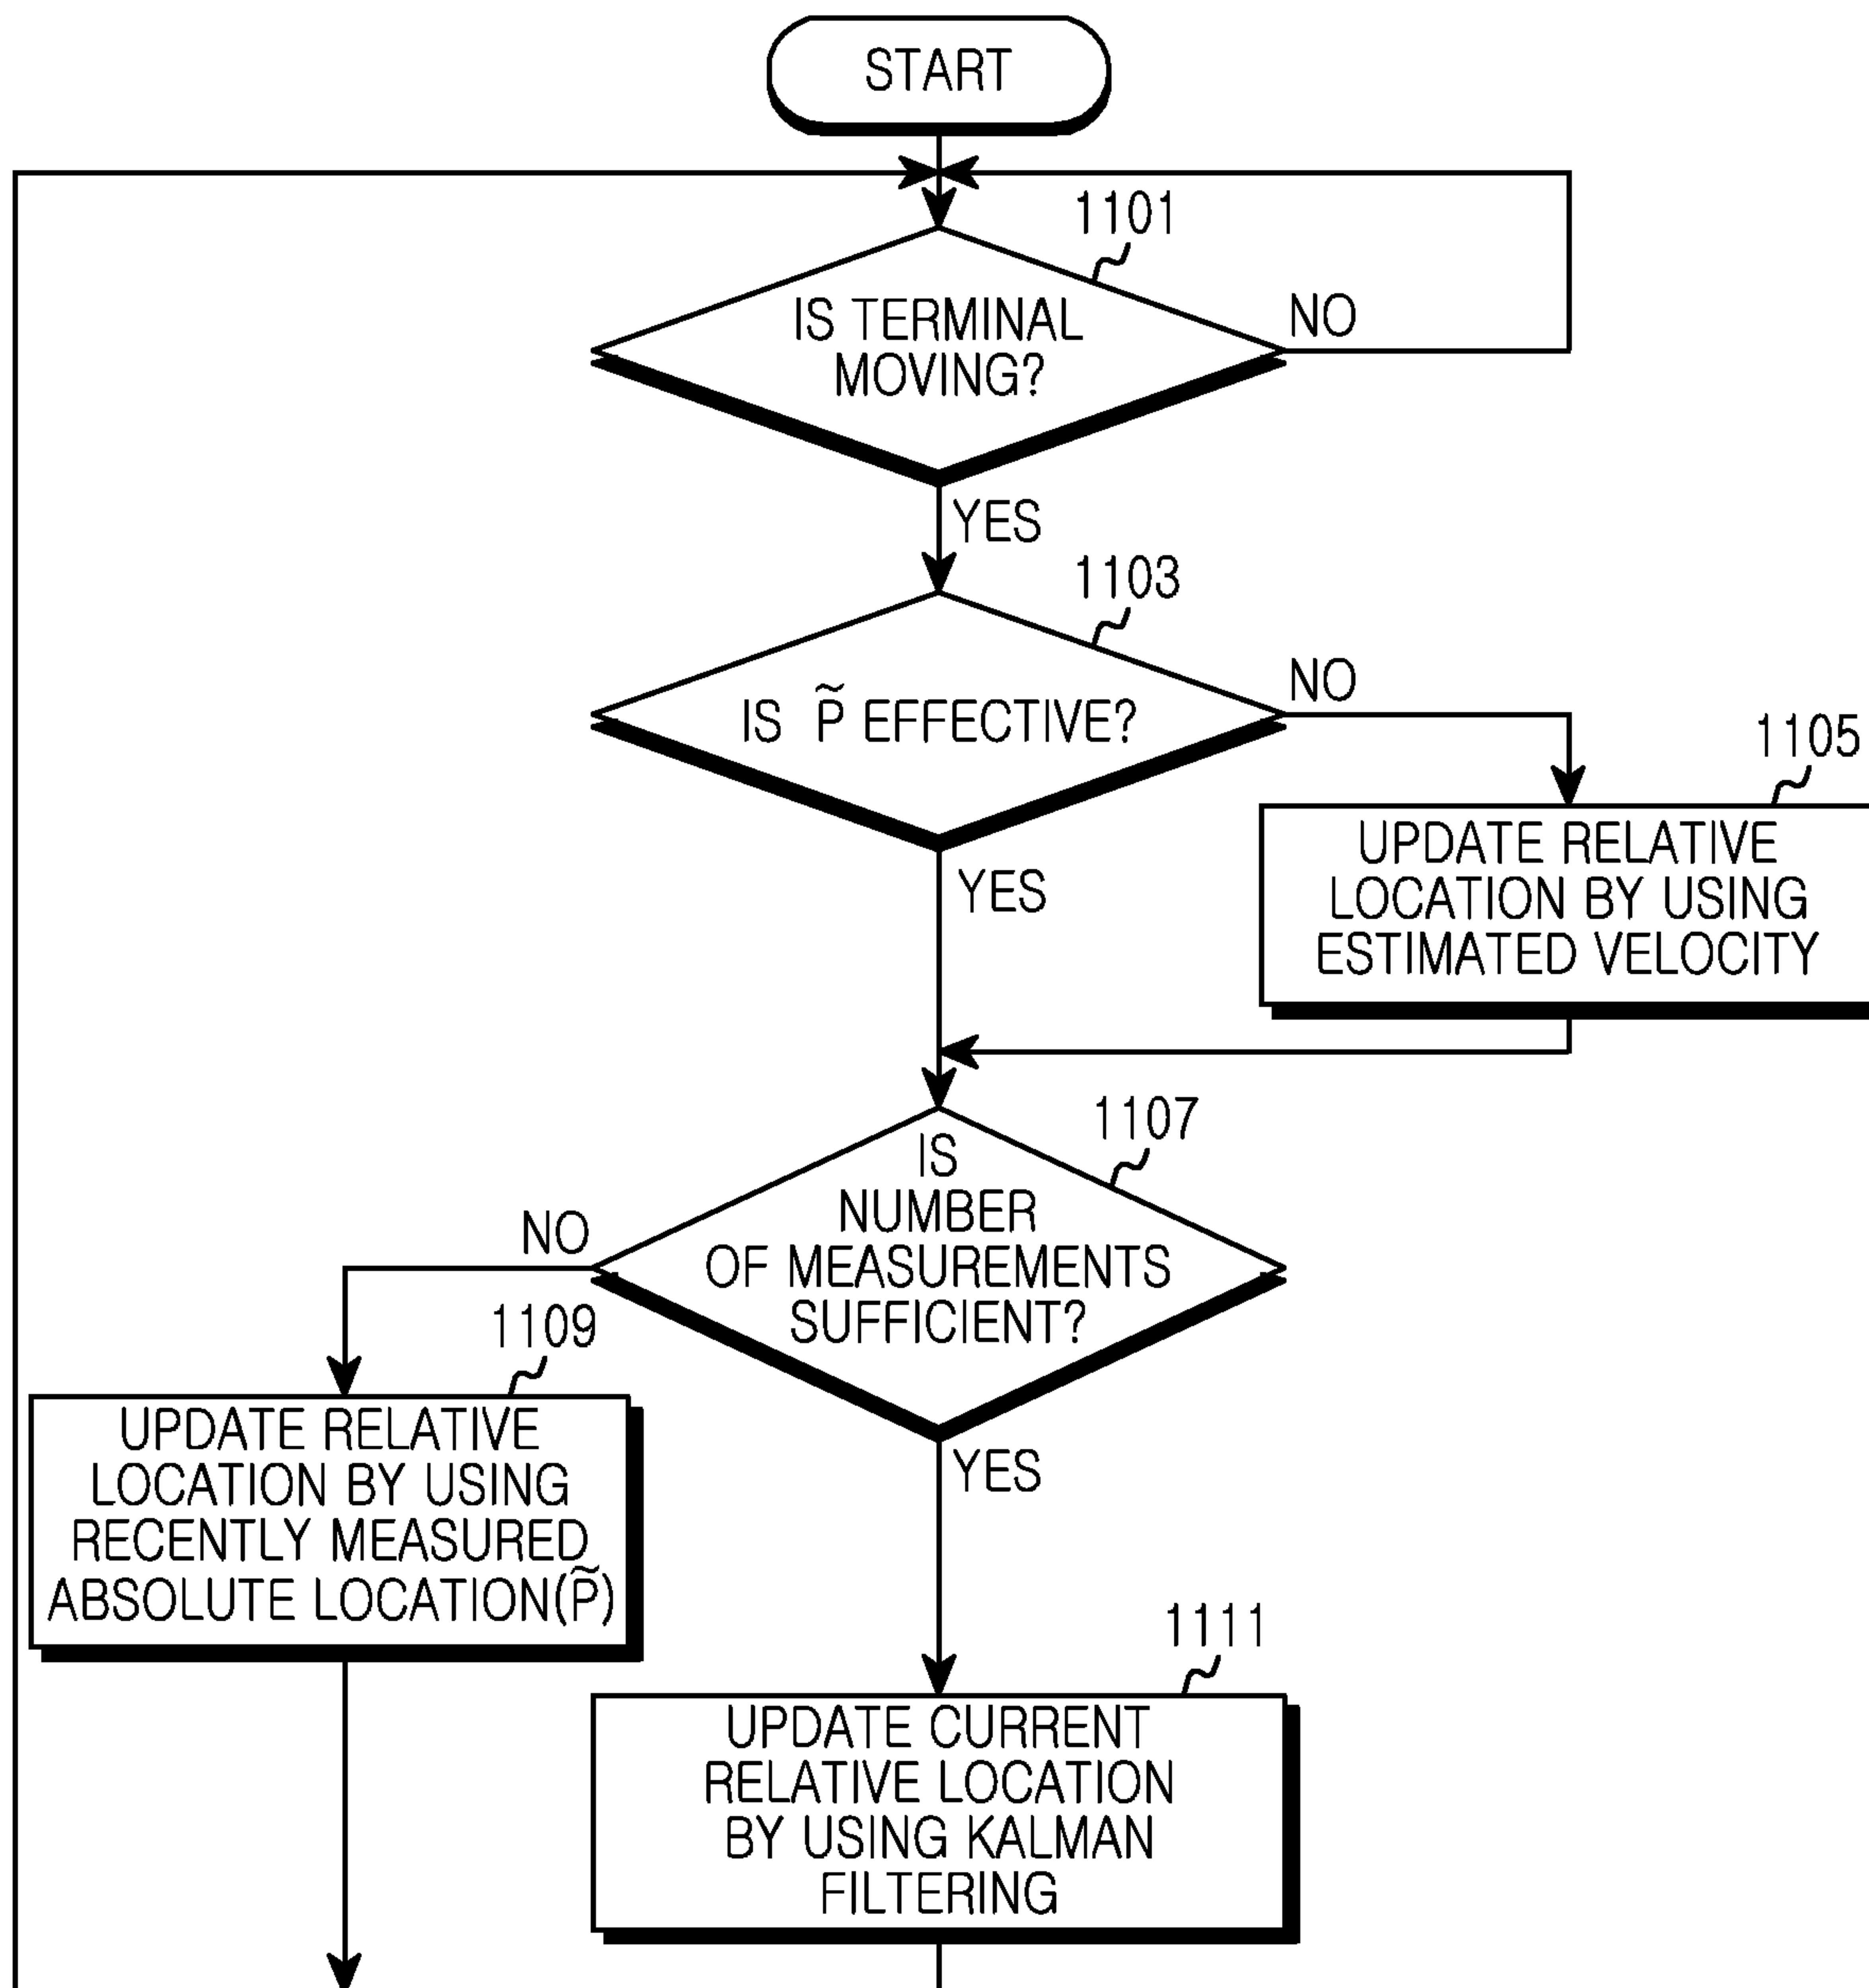 START
1101
IS TERMINAL
MOVING?
NO
YES
1103
IS P̃ EFFECTIVE?
NO
1105
UPDATE RELATIVE
LOCATION BY USING
ESTIMATED VELOCITY
YES
1107
IS
NUMBER
OF MEASUREMENTS
SUFFICIENT?
NO
1109
UPDATE RELATIVE
LOCATION BY USING
RECENTLY MEASURED
ABSOLUTE LOCATION(P̃)
YES
1111
UPDATE CURRENT
RELATIVE LOCATION
BY USING KALMAN
FILTERING